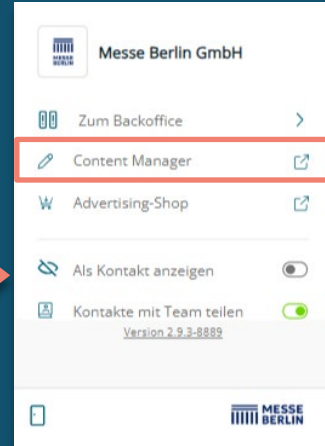 MESSE
BERLIN
Messe Berlin GmbH
Zum Backoffice
Content Manager
Advertising-Shop
Als Kontakt anzeigen
Kontakte mit Team teilen
Version 2.9.3-8889
MESSE
BERLIN